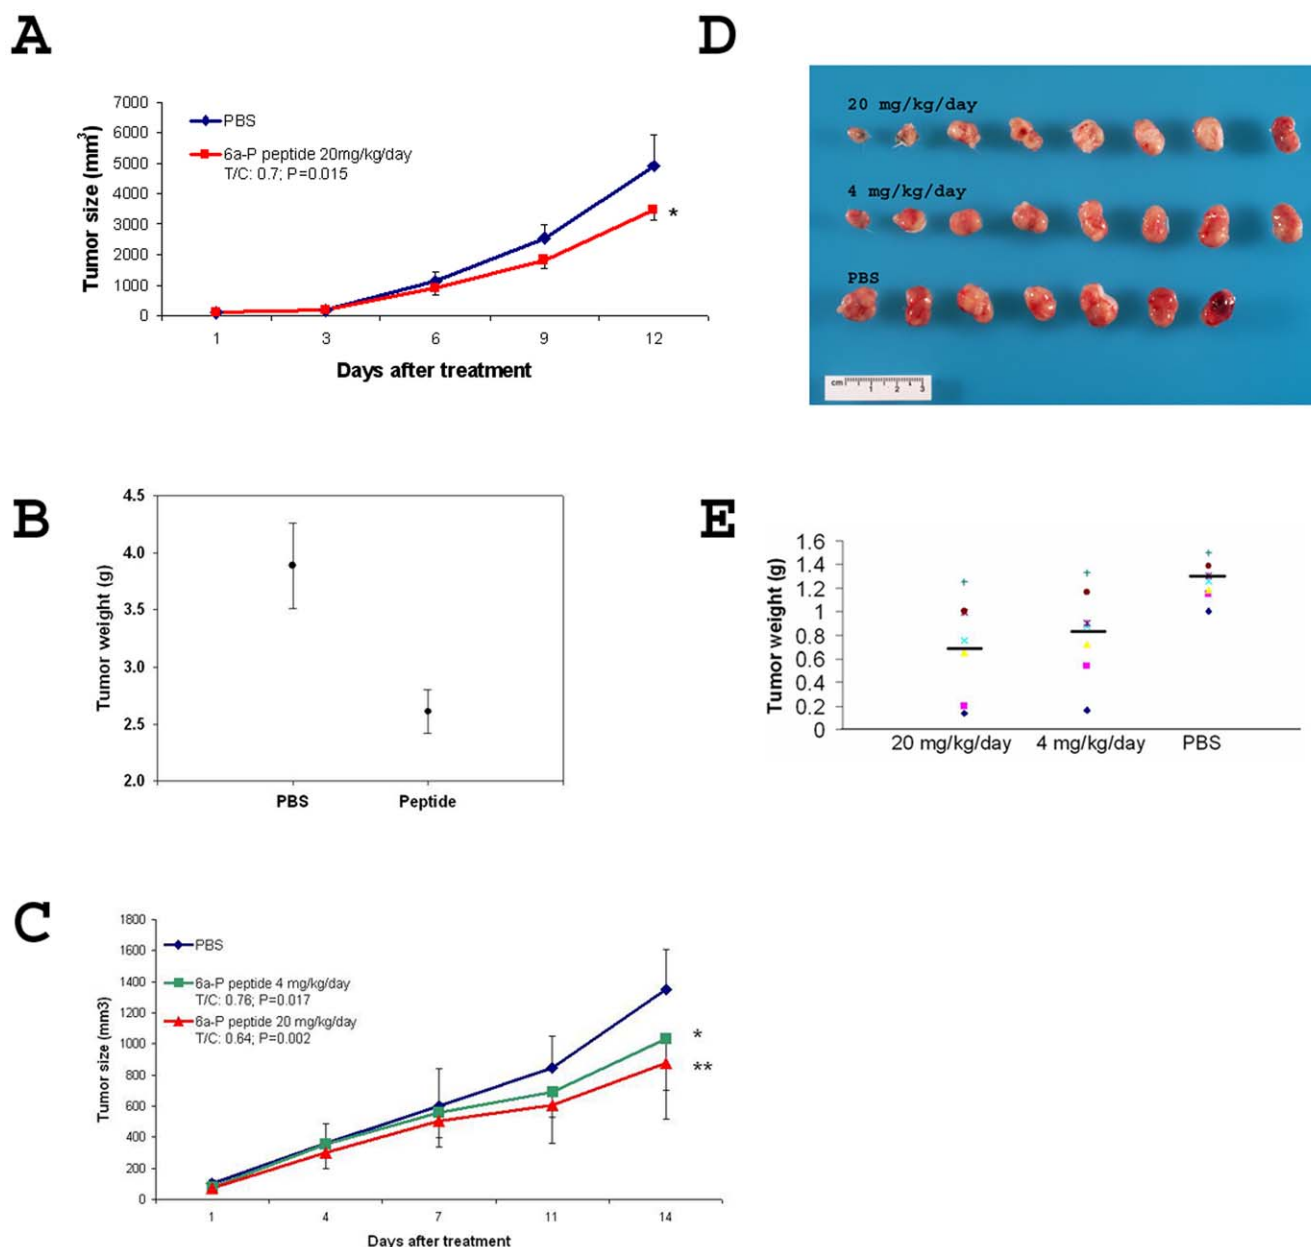 A
7000
6000
5000
4000
3000
2000
1000
0
Tumor size (mm3)
PBS
6a-P peptide 20mg/kg/day
T/C: 0.7; P=0.015
*
1 3 6 9 12
Days after treatment
B
4.5
4.0
3.5
3.0
2.5
2.0
Tumor weight (g)
PBS Peptide
C
1800
1600
1400
1200
1000
800
600
400
200
0
Tumor size (mm3)
PBS
6a-P peptide 4 mg/kg/day
T/C: 0.76; P=0.017
6a-P peptide 20 mg/kg/day
T/C: 0.64; P=0.002
*
**
1 4 7 11 14
Days after treatment
D
20 mg/kg/day
4 mg/kg/day
PBS
cm 1 2 3
E
1.6
1.4
1.2
1
0.8
0.6
0.4
0.2
0
Tumor weight (g)
20 mg/kg/day 4 mg/kg/day PBS